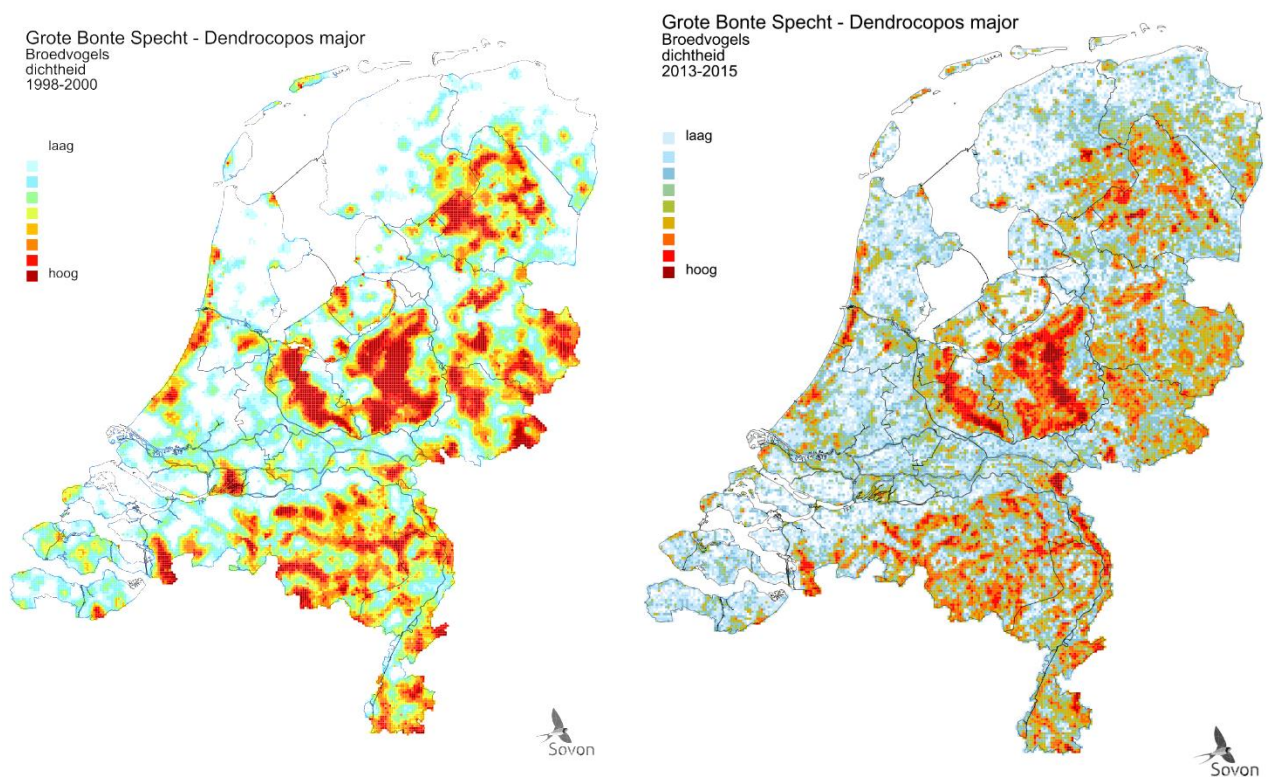 Grote Bonte Specht - Dendrocopos major
Broedvogels
dichtheid
1998-2000
laag
hoog
Sovon
Grote Bonte Specht - Dendrocopos major
Broedvogels
dichtheid
2013-2015
laag
hoog
Sovon